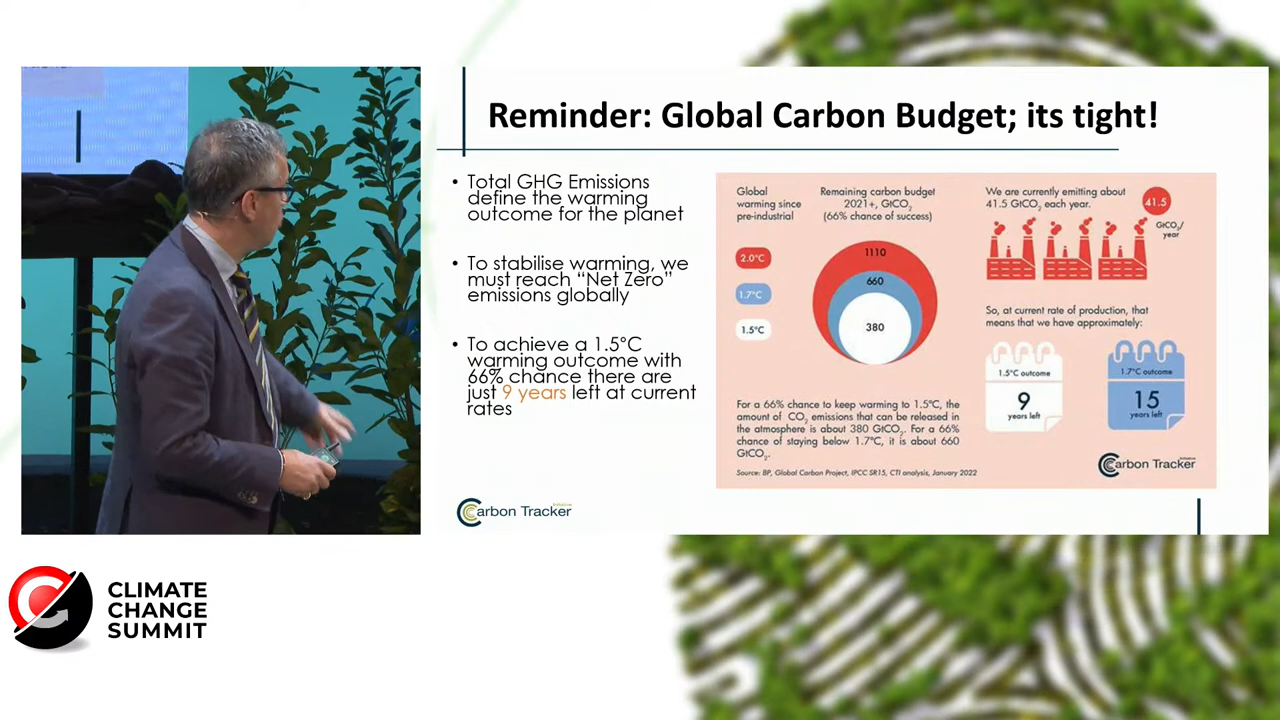 Reminder: Global Carbon Budget; its tight!
• Total GHG Emissions
define the warming
outcome for the planet
• To stabilise warming, we
must reach “Net Zero”
emissions globally
• To achieve a 1.5°C
warming outcome with
66% chance there are
just 9 years left at current
rates
Global
warming since
pre-industrial
2.0°C
1.7°C
1.5°C
Remaining carbon budget
2021+, GtCO₂
(66% chance of success)
1110
660
380
For a 66% chance to keep warming to 1.5°C, the
amount of CO₂ emissions that can be released in
the atmosphere is about 380 GtCO₂. For a 66%
chance of staying below 1.7°C, it is about 660
GtCO₂.
Source: BP, Global Carbon Project, IPCC SR15, CTI analysis, January 2022
We are currently emitting about
41.5 GtCO₂ each year.
41.5
GtCO₂/
year
So, at current rate of production, that
means that we have approximately:
1.5°C outcome
9
years left
1.7°C outcome
15
years left
Carbon Tracker
Initiative
Carbon Tracker
Initiative
CLIMATE
CHANGE
SUMMIT